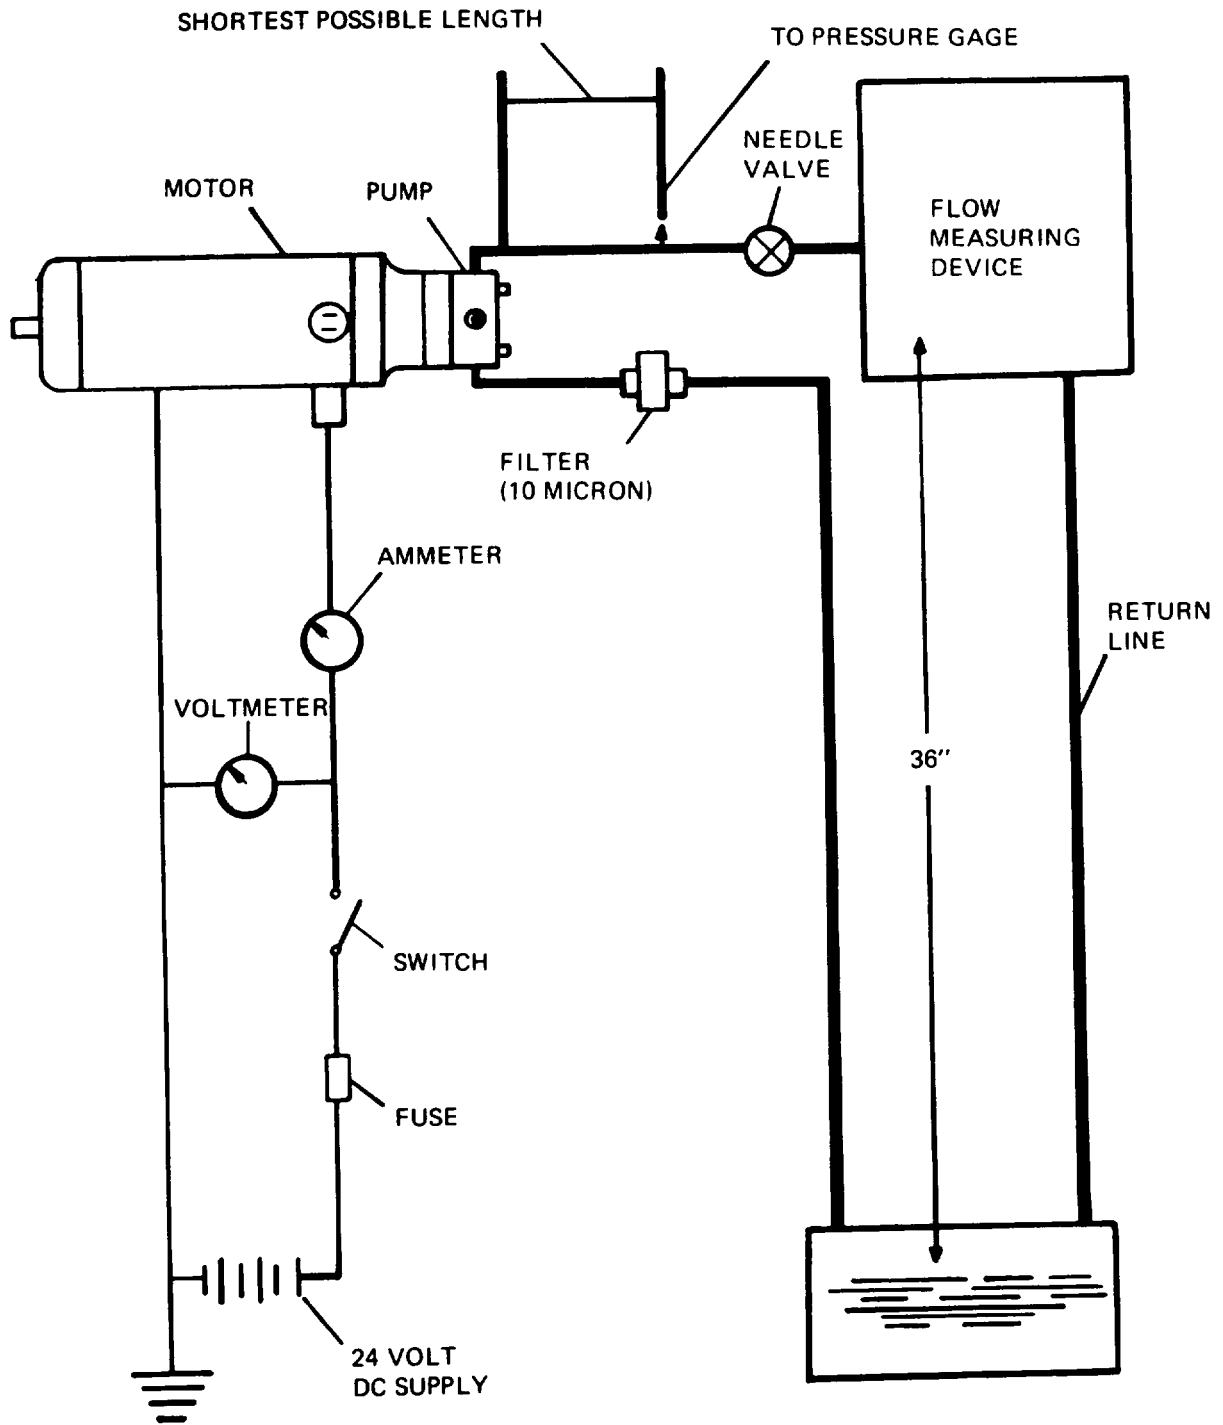 SHORTEST POSSIBLE LENGTH
TO PRESSURE GAGE
NEEDLE
VALVE
MOTOR
PUMP
FLOW
MEASURING
DEVICE
FILTER
(10 MICRON)
AMMETER
RETURN
LINE
VOLTMETER
36″
SWITCH
FUSE
24 VOLT
DC SUPPLY